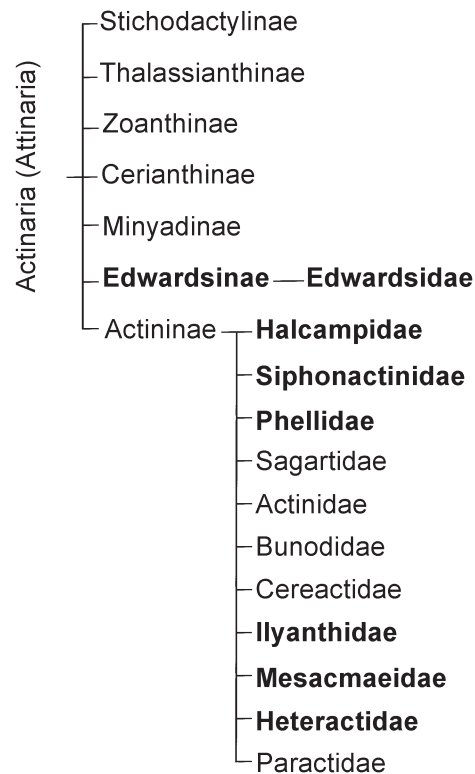 Actinaria (Attinaria)
Stichodactylinae
Thalassianthinae
Zoanthinae
Cerianthinae
Minyadinae
Edwardsinae Edwardsidae
Actininae Halcampidae
Siphonactinidae
Phellidae
Sagartidae
Actinidae
Bunodidae
Cereactidae
Ilyanthidae
Mesacmaeidae
Heteractidae
Paractidae